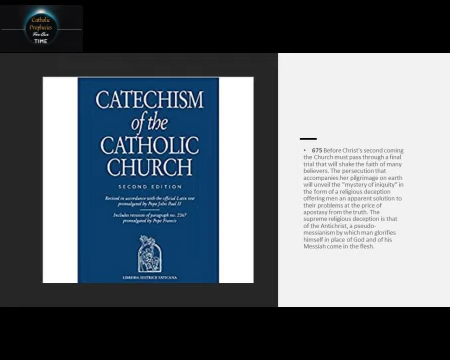 Catholic
Prophecies
For Our
TIME
CATECHISM
of the
CATHOLIC
CHURCH
SECOND EDITION
Revised in accordance with the official Latin text
promulgated by Pope John Paul II
Includes revision of paragraph no. 2267
promulgated by Pope Francis
LIBRERIA EDITRICE VATICANA
• 675 Before Christ's second coming
the Church must pass through a final
trial that will shake the faith of many
believers. The persecution that
accompanies her pilgrimage on earth
will unveil the "mystery of iniquity" in
the form of a religious deception
offering men an apparent solution to
their problems at the price of
apostasy from the truth. The
supreme religious deception is that
of the Antichrist, a pseudo-
messianism by which man glorifies
himself in place of God and of his
Messiah come in the flesh.